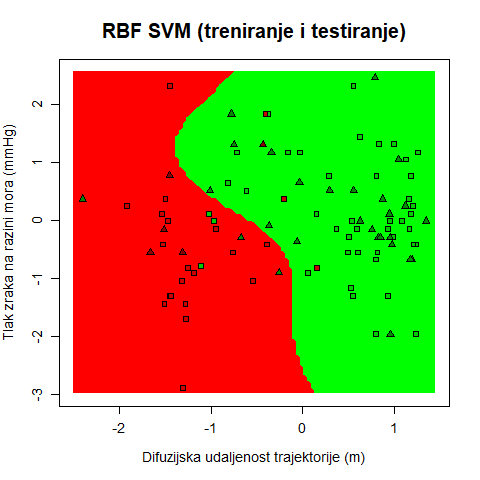 RBF SVM (treniranje i testiranje)
Tlak zraka na razini mora (mmHg)
2
1
0
-1
-2
-3
-2 -1 0 1
Difuzijska udaljenost trajektorije (m)